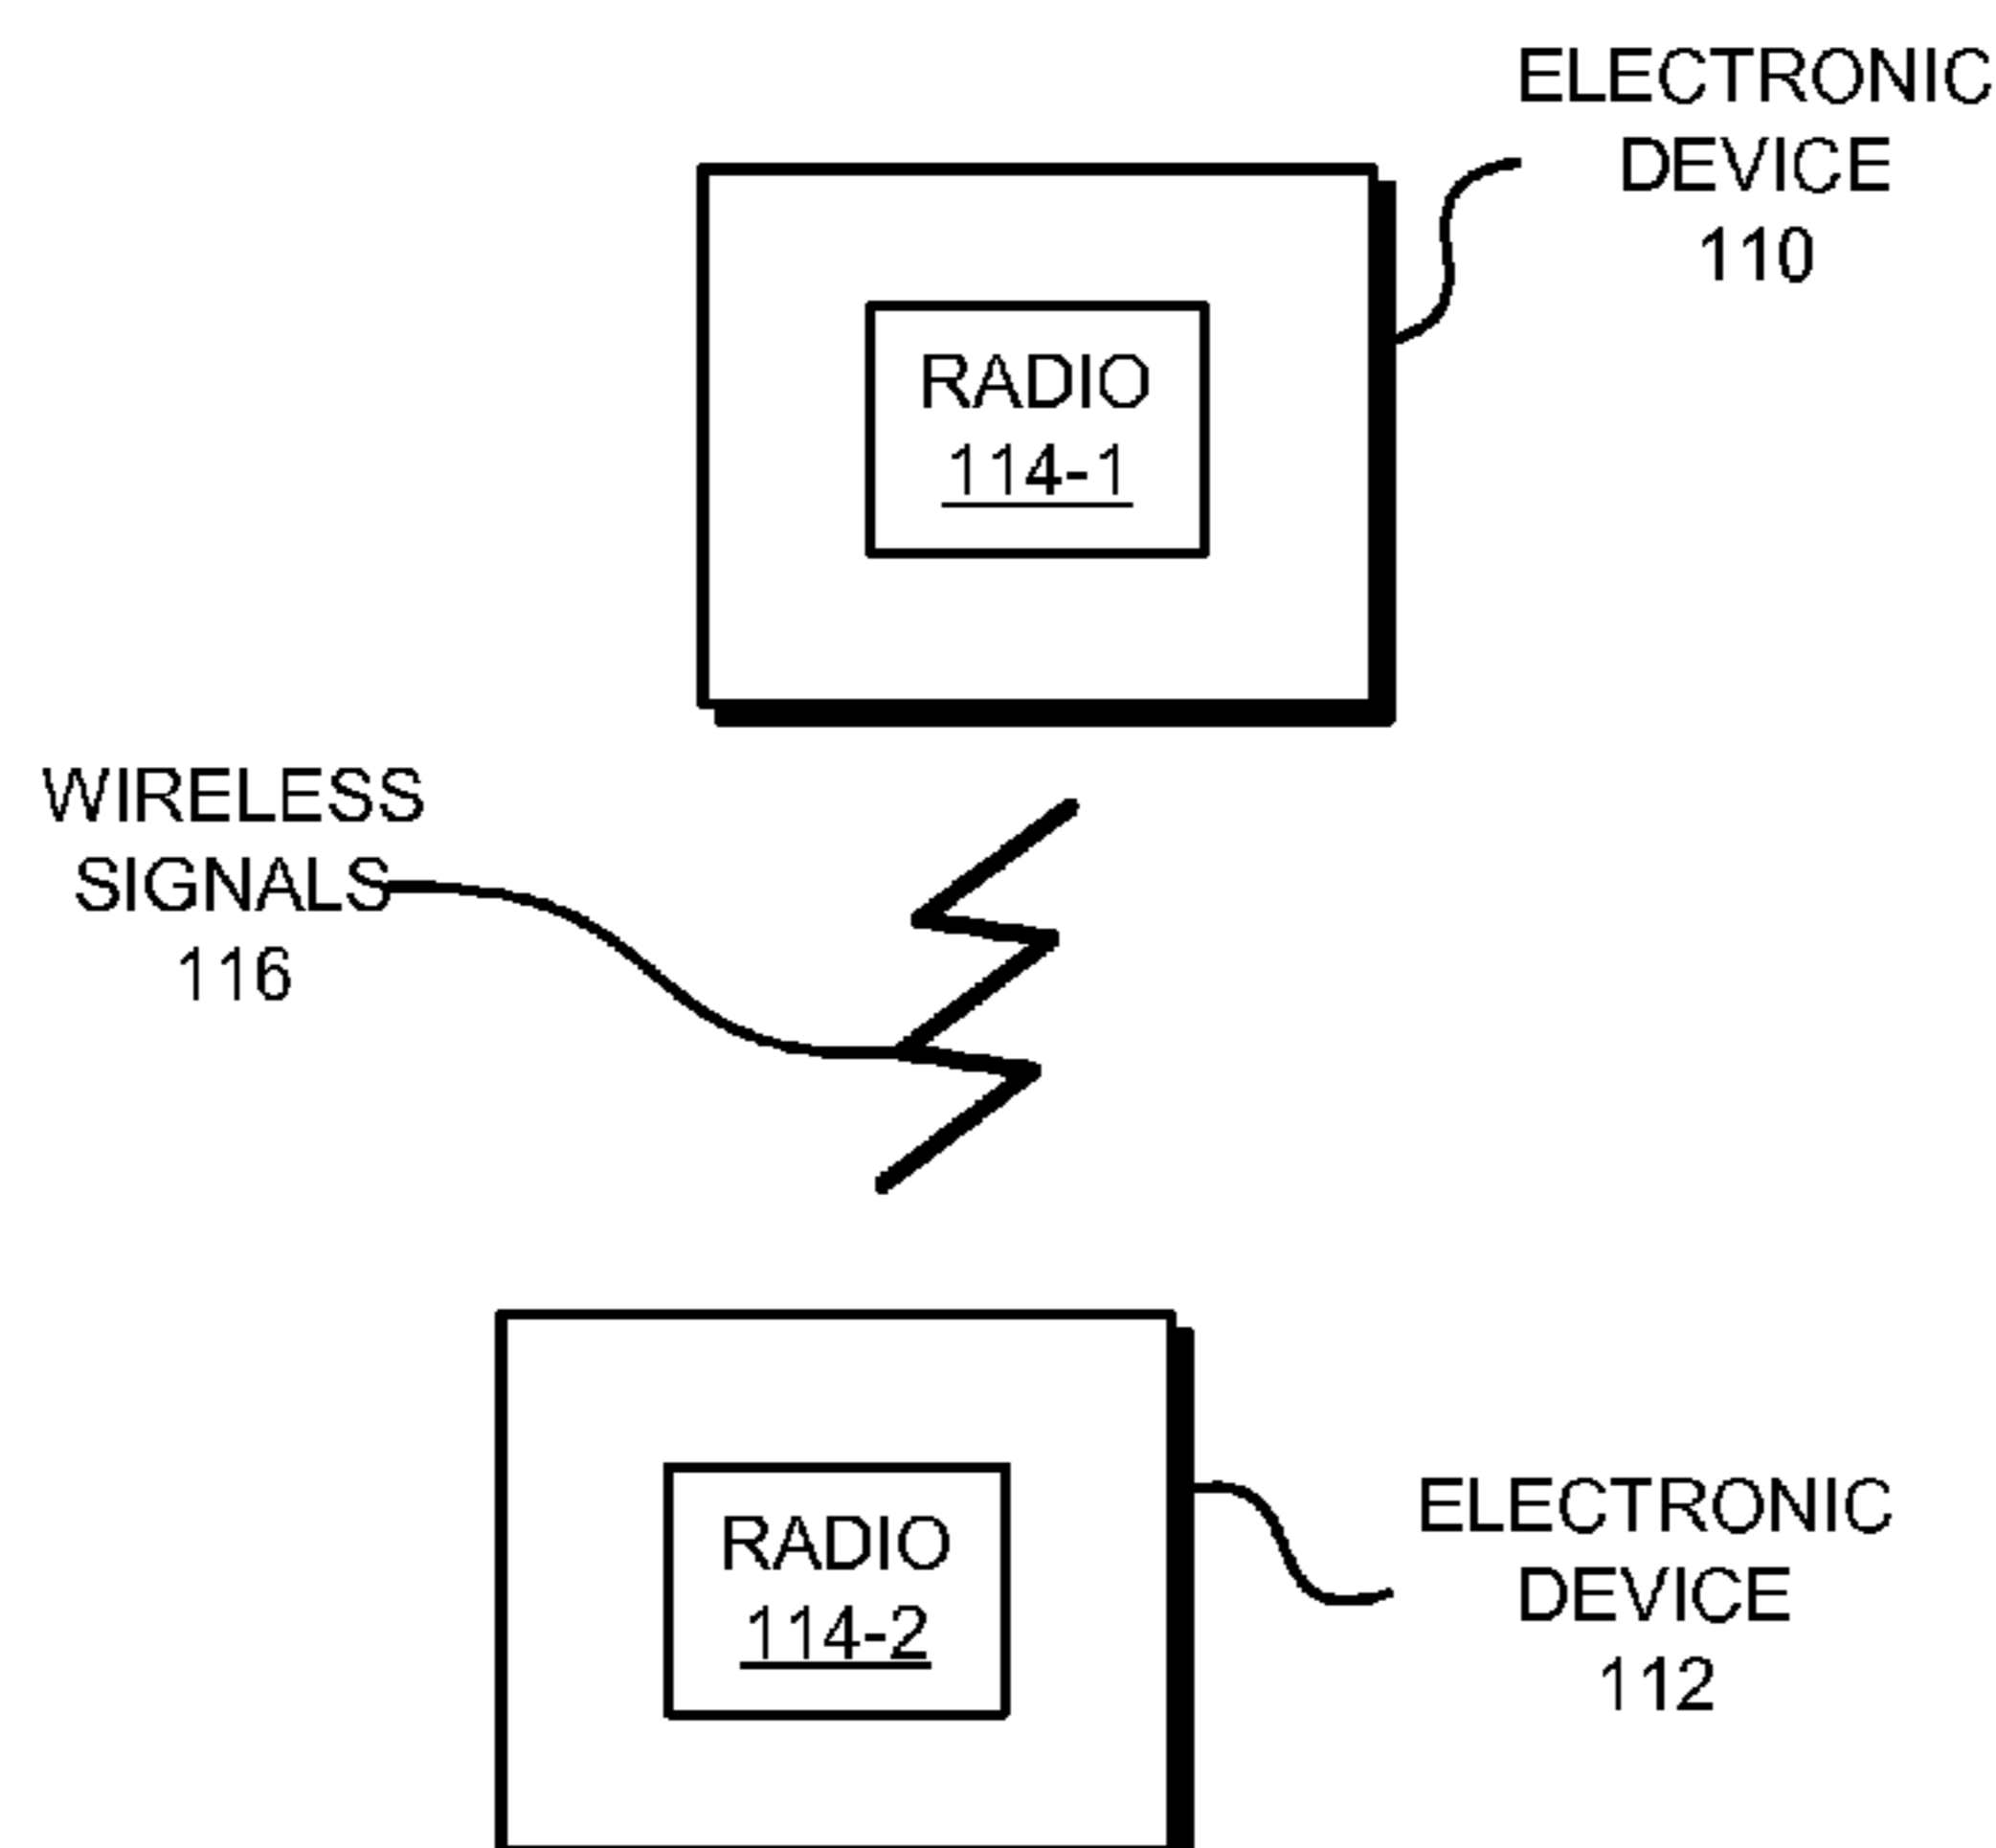 ELECTRONIC
DEVICE
110
RADIO
114-1
WIRELESS
SIGNALS
116
RADIO
114-2
ELECTRONIC
DEVICE
112